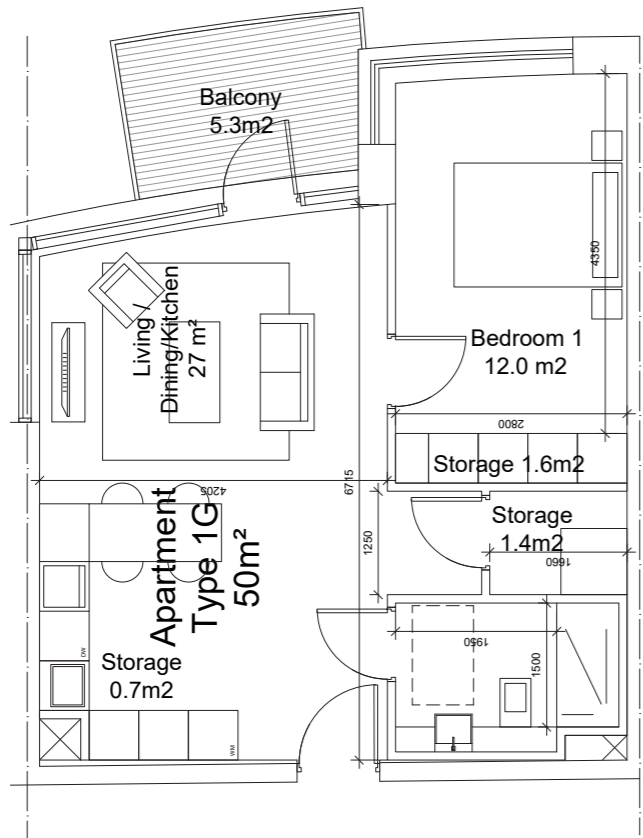 Balcony
5.3m2
Living /
Dining/Kitchen
27 m²
4350
Bedroom 1
12.0 m2
2800
Storage 1.6m2
4205
6715
Apartment
Type 1G
50m²
1250
Storage
1.4m2
1660
DW
Storage
0.7m2
1950
1500
WM